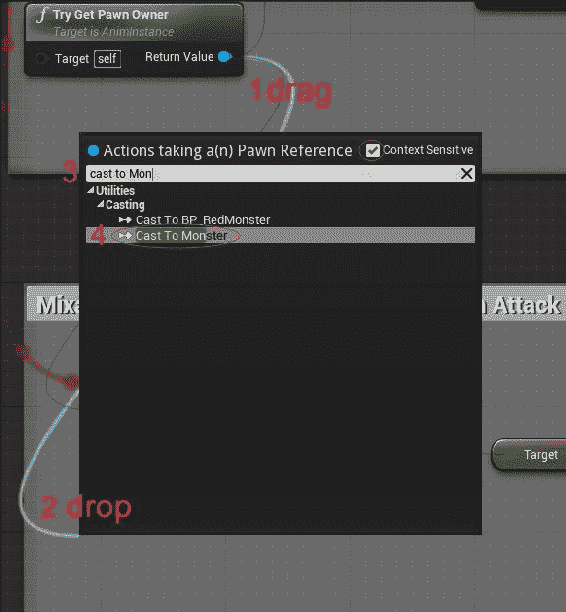 f Try Get Pawn Owner
Target is AnimInstance
Target self Return Value
1 drag
Actions taking a(n) Pawn Reference Context Sensitive
3
cast to Mon
Utilities
Casting
Cast To BP_RedMonster
4 Cast To Monster
Mixa
n Attack
Target
2 drop